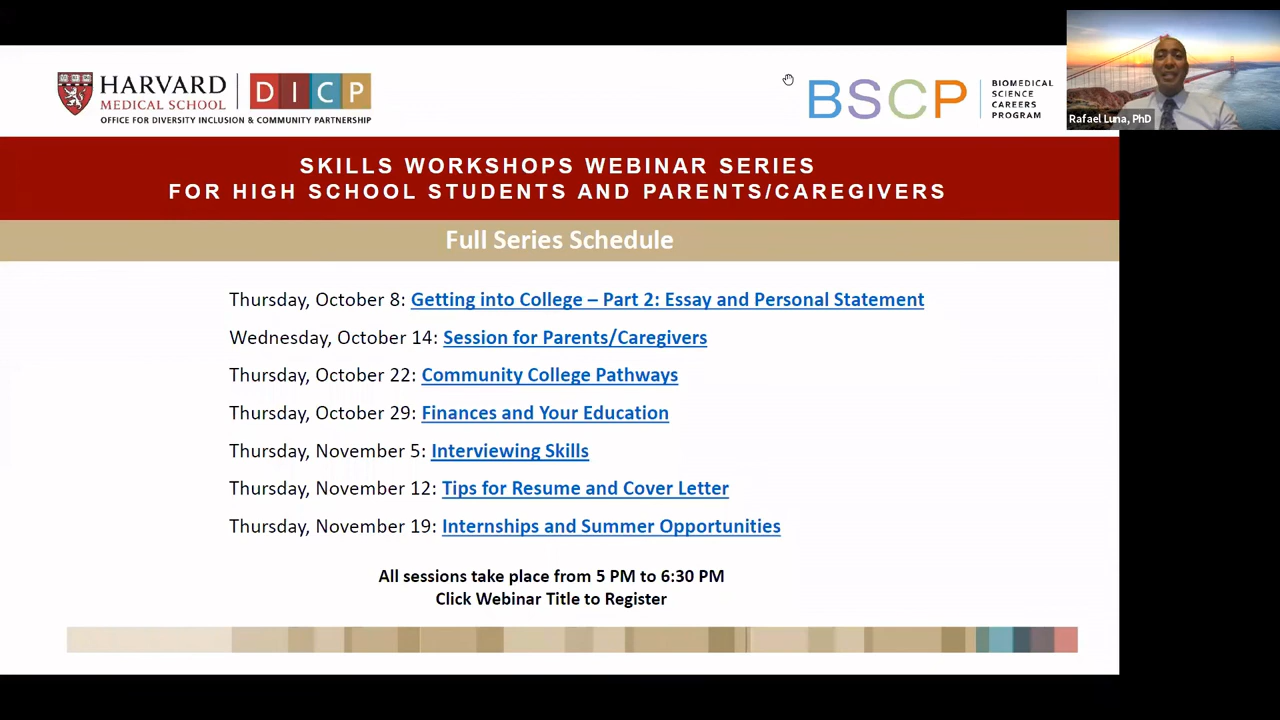 HARVARD
MEDICAL SCHOOL
DICP
OFFICE FOR DIVERSITY INCLUSION & COMMUNITY PARTNERSHIP
BSCP
BIOMEDICAL
SCIENCE
CAREERS
PROGRAM
Rafael Luna, PhD
SKILLS WORKSHOPS WEBINAR SERIES
FOR HIGH SCHOOL STUDENTS AND PARENTS/CAREGIVERS
Full Series Schedule
Thursday, October 8: Getting into College – Part 2: Essay and Personal Statement
Wednesday, October 14: Session for Parents/Caregivers
Thursday, October 22: Community College Pathways
Thursday, October 29: Finances and Your Education
Thursday, November 5: Interviewing Skills
Thursday, November 12: Tips for Resume and Cover Letter
Thursday, November 19: Internships and Summer Opportunities
All sessions take place from 5 PM to 6:30 PM
Click Webinar Title to Register